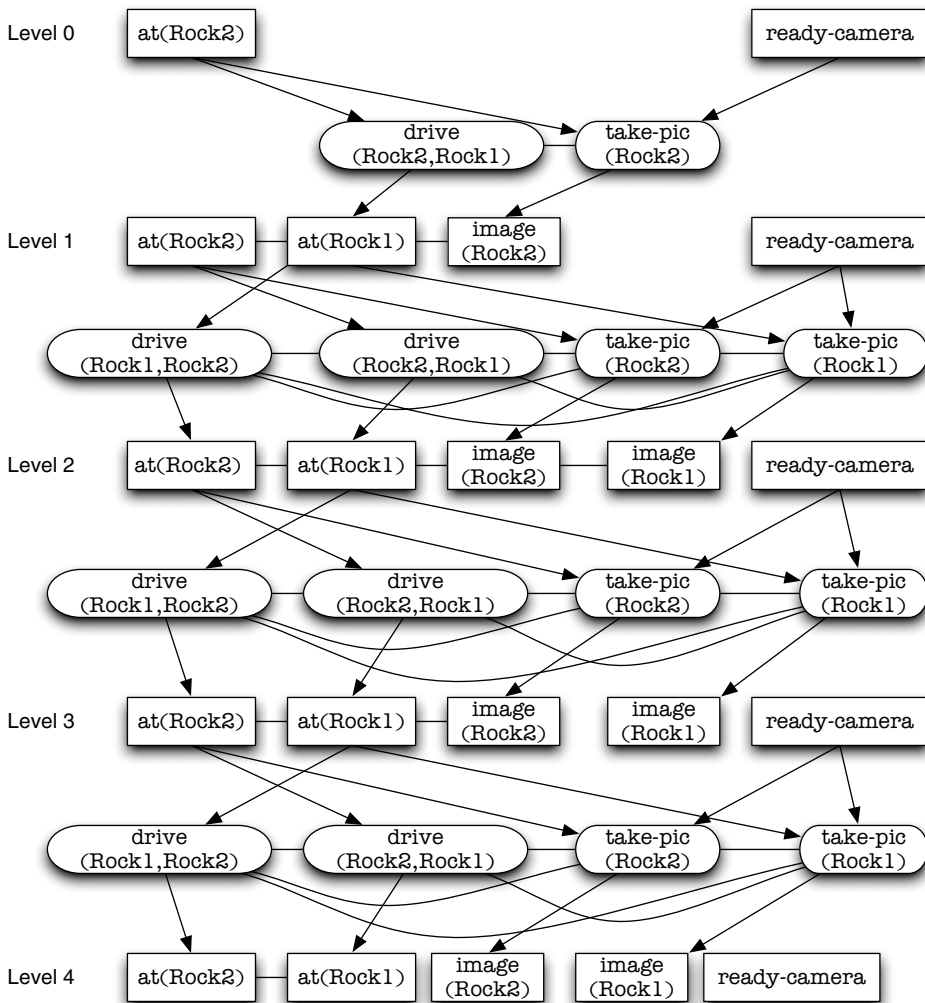 Level 0
at(Rock2)
ready-camera
drive
(Rock2,Rock1)
take-pic
(Rock2)
Level 1
at(Rock2)
at(Rock1)
image
(Rock2)
ready-camera
drive
(Rock1,Rock2)
drive
(Rock2,Rock1)
take-pic
(Rock2)
take-pic
(Rock1)
Level 2
at(Rock2)
at(Rock1)
image
(Rock2)
image
(Rock1)
ready-camera
drive
(Rock1,Rock2)
drive
(Rock2,Rock1)
take-pic
(Rock2)
take-pic
(Rock1)
Level 3
at(Rock2)
at(Rock1)
image
(Rock2)
image
(Rock1)
ready-camera
drive
(Rock1,Rock2)
drive
(Rock2,Rock1)
take-pic
(Rock2)
take-pic
(Rock1)
Level 4
at(Rock2)
at(Rock1)
image
(Rock2)
image
(Rock1)
ready-camera